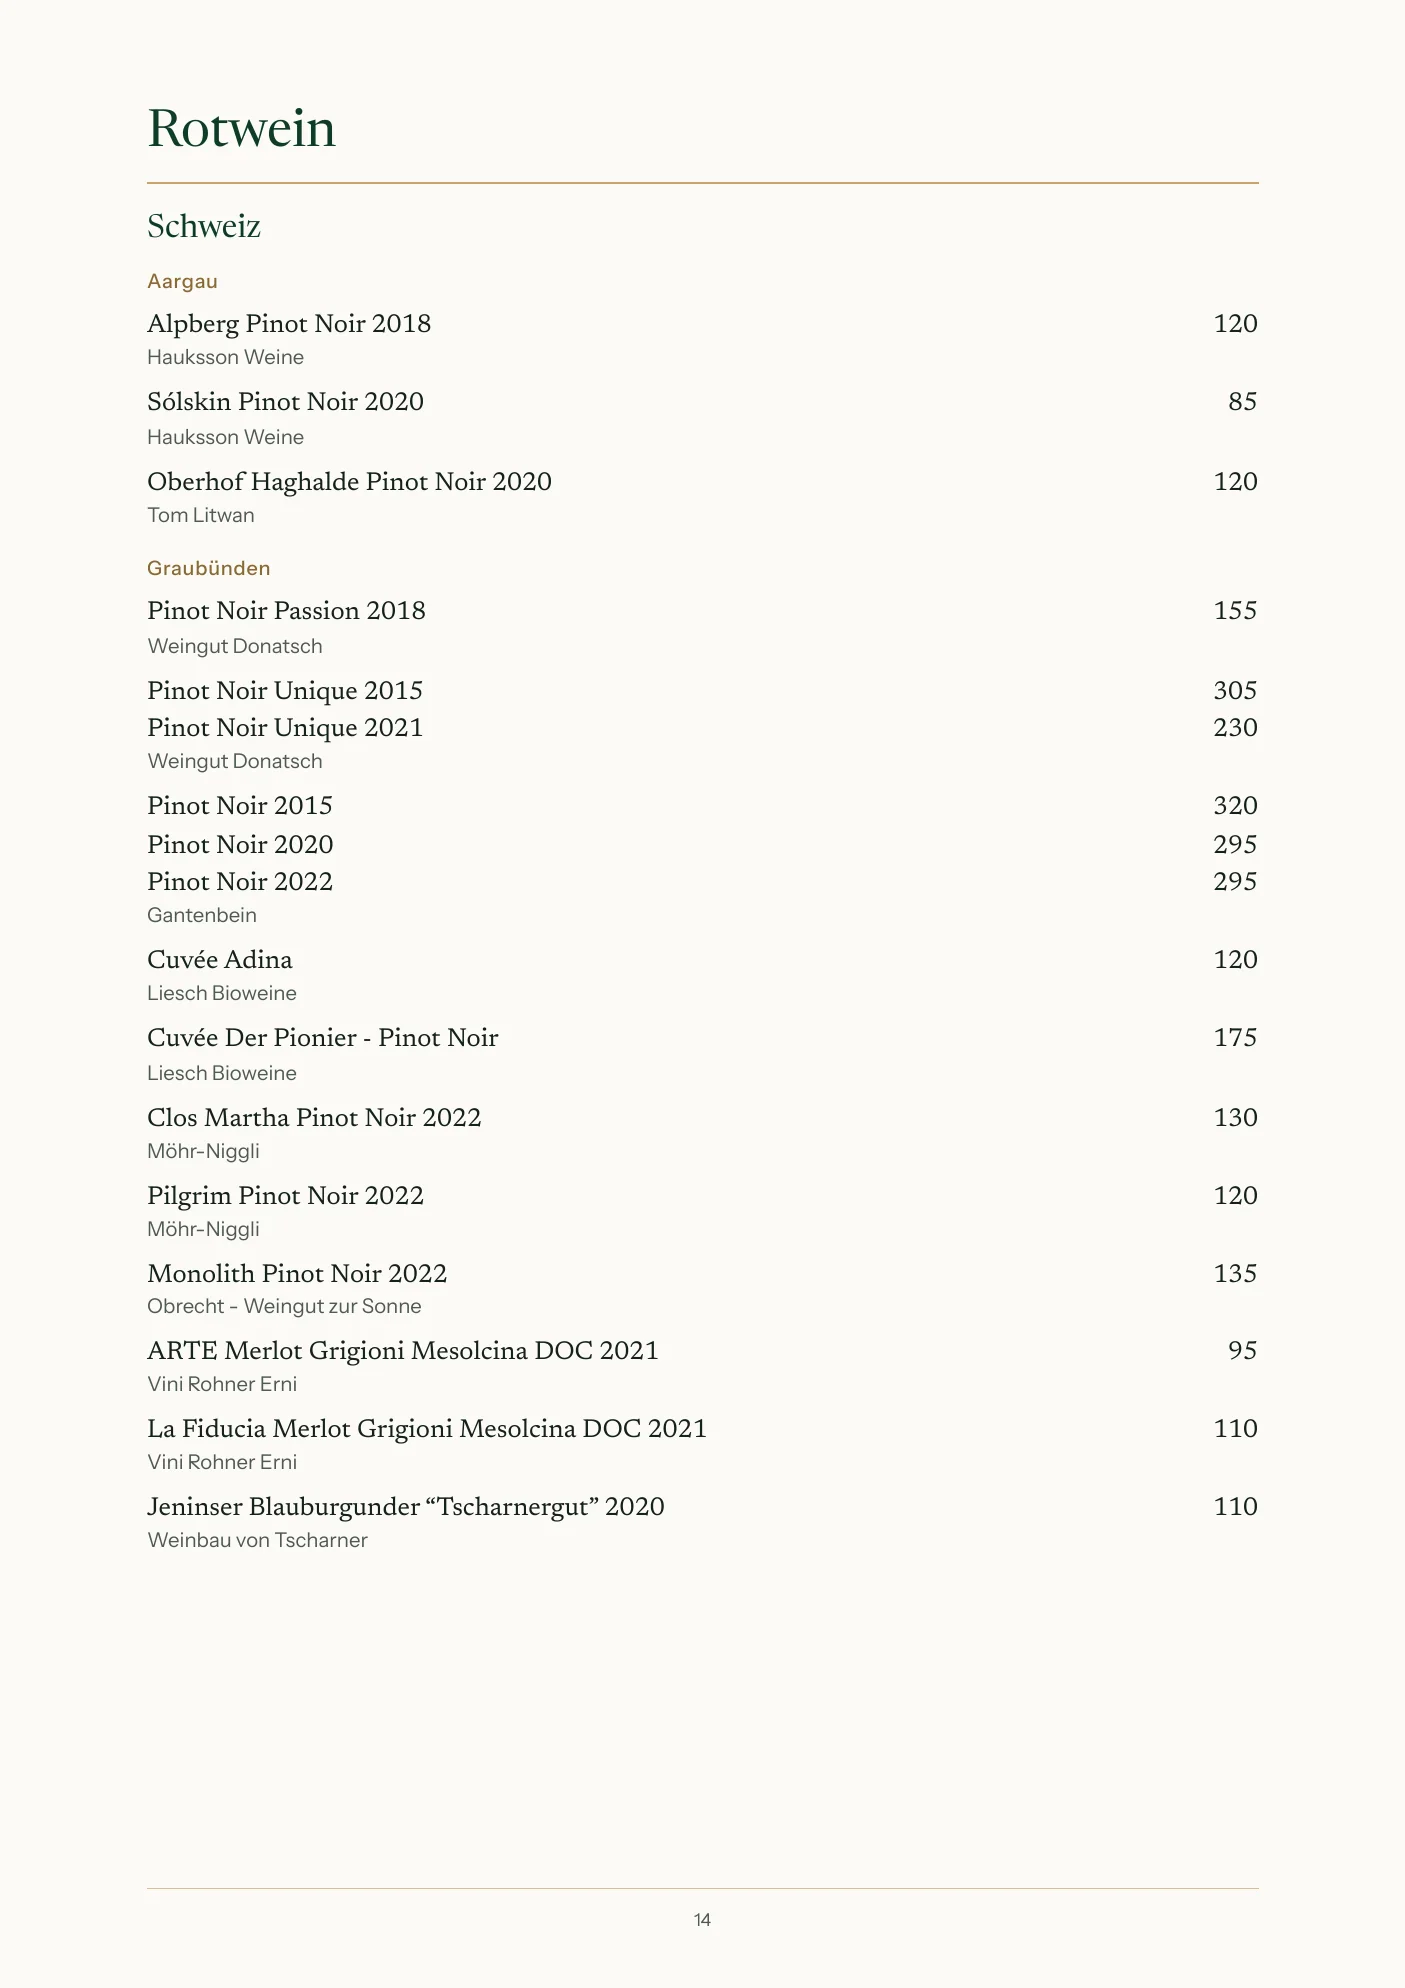 Rotwein
Schweiz
Aargau
Alpberg Pinot Noir 2018 120
Hauksson Weine
Sólskin Pinot Noir 2020 85
Hauksson Weine
Oberhof Haghalde Pinot Noir 2020 120
Tom Litwan
Graubünden
Pinot Noir Passion 2018 155
Weingut Donatsch
Pinot Noir Unique 2015 305
Pinot Noir Unique 2021 230
Weingut Donatsch
Pinot Noir 2015 320
Pinot Noir 2020 295
Pinot Noir 2022 295
Gantenbein
Cuvée Adina 120
Liesch Bioweine
Cuvée Der Pionier - Pinot Noir 175
Liesch Bioweine
Clos Martha Pinot Noir 2022 130
Möhr-Niggli
Pilgrim Pinot Noir 2022 120
Möhr-Niggli
Monolith Pinot Noir 2022 135
Obrecht - Weingut zur Sonne
ARTE Merlot Grigioni Mesolcina DOC 2021 95
Vini Rohner Erni
La Fiducia Merlot Grigioni Mesolcina DOC 2021 110
Vini Rohner Erni
Jeninser Blauburgunder “Tscharnergut” 2020 110
Weinbau von Tscharner
14